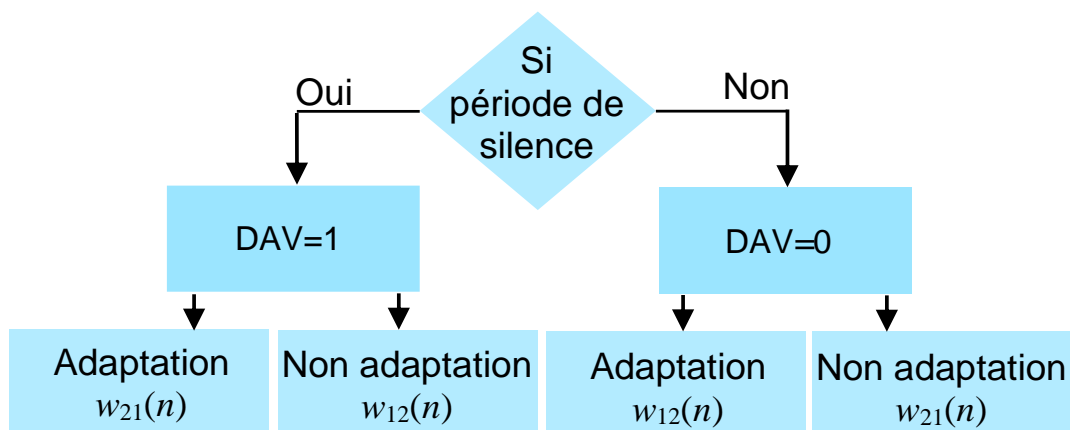 Si
période de
silence
Oui
Non
DAV=1
DAV=0
Adaptation
w21(n)
Non adaptation
w12(n)
Adaptation
w12(n)
Non adaptation
w21(n)